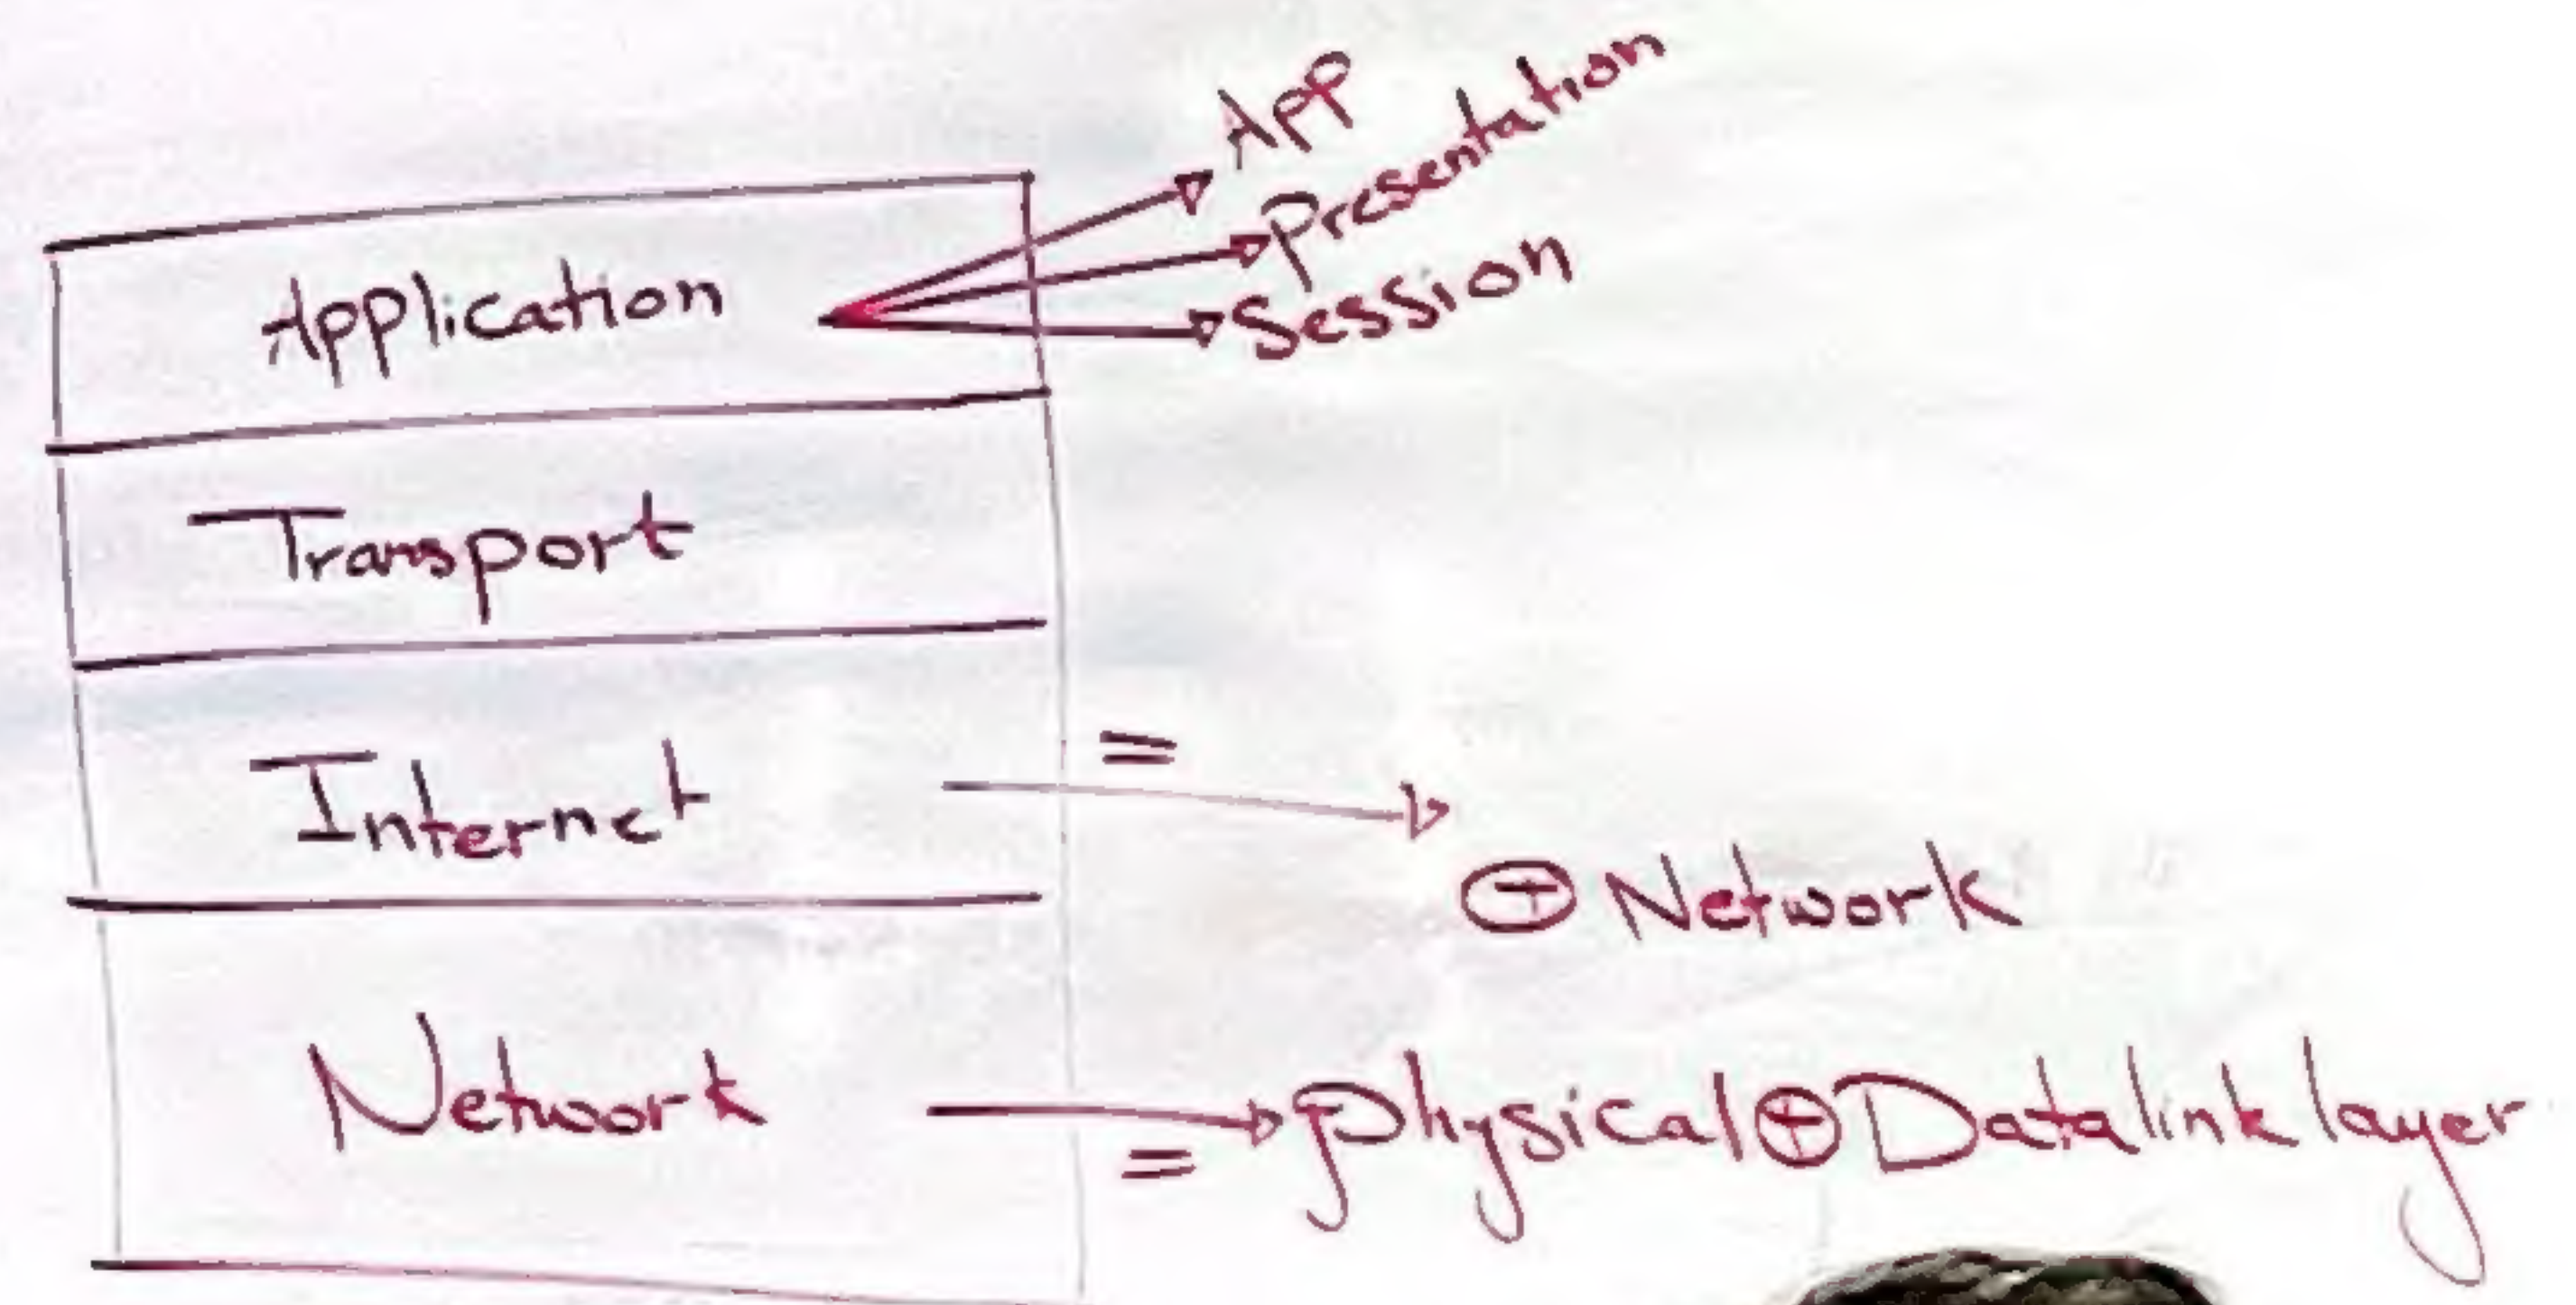 App
Presentation
Application
Session
Transport
Internet
=
⊕ Network
Network
= Physical ⊕ Datalink layer